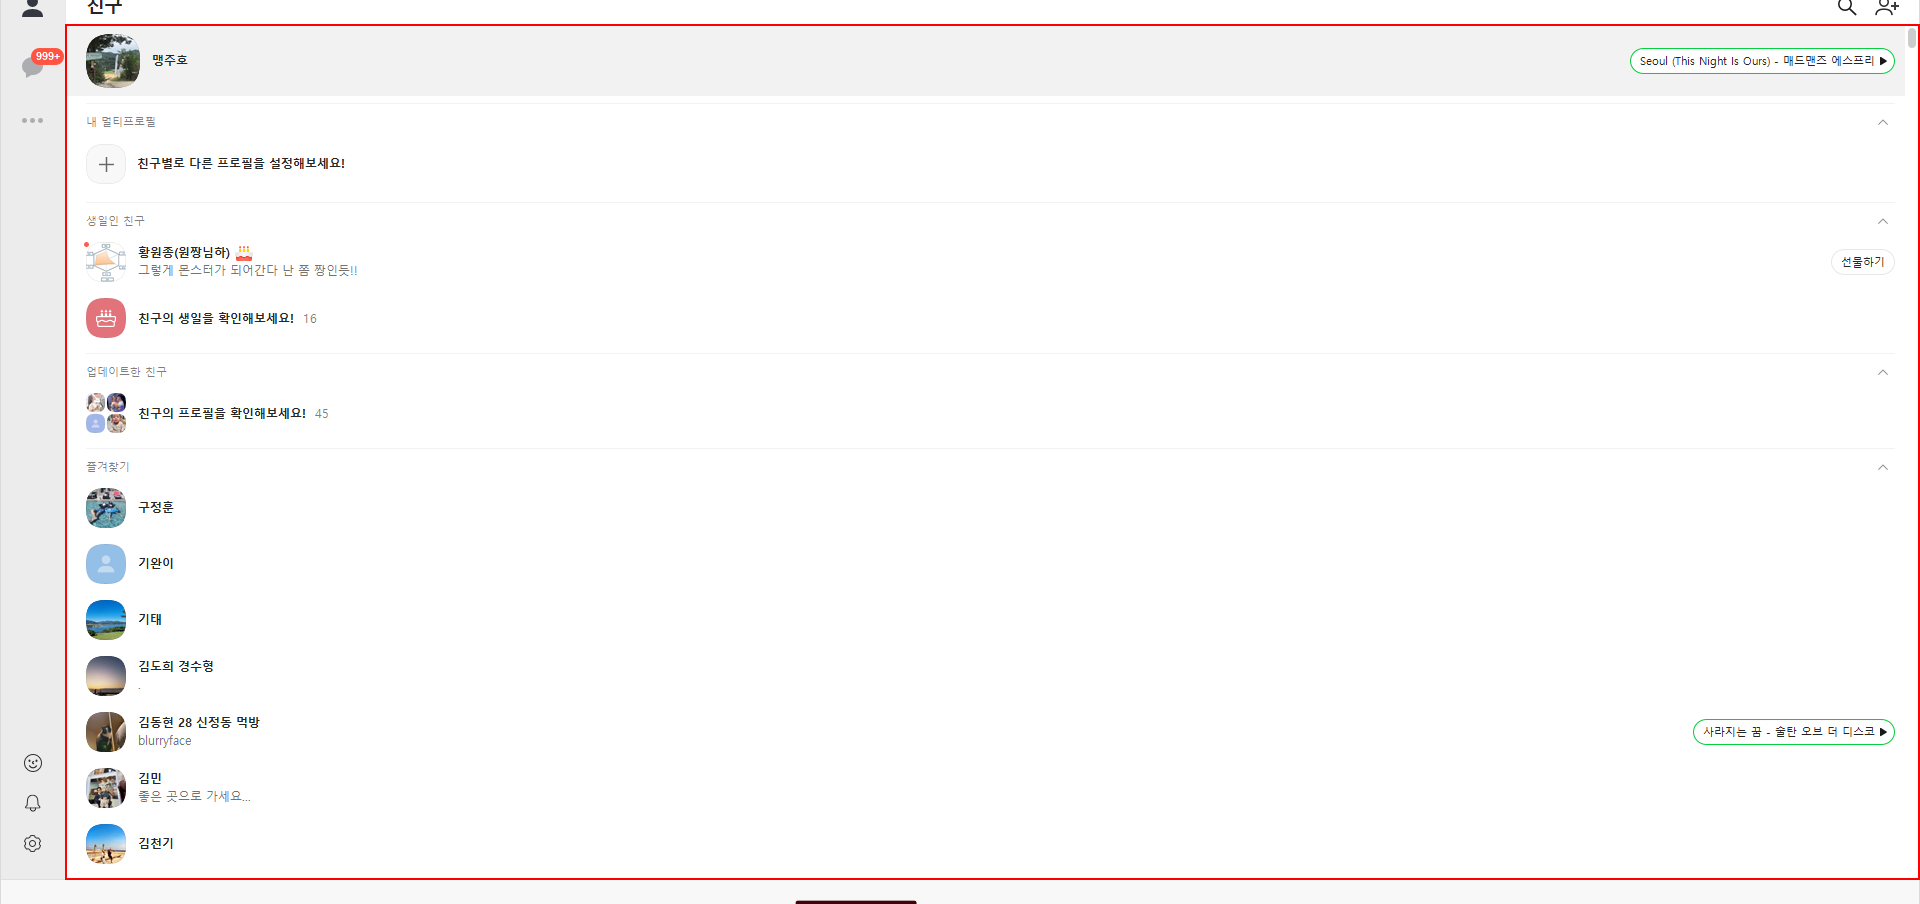 친구
999+
맹주호
Seoul (This Night Is Ours) - 매드맨즈 에스프리
내 멀티프로필
친구별로 다른 프로필을 설정해보세요!
생일인 친구
황원종(원짱님하)
그렇게 몬스터가 되어간다 난 쫌 짱인듯!!
선물하기
친구의 생일을 확인해보세요! 16
업데이트한 친구
친구의 프로필을 확인해보세요! 45
즐겨찾기
구정훈
기완이
기태
김도희 경수형
.
김동현 28 신정동 먹방
blurryface
사라지는 꿈 - 술탄 오브 더 디스코
김민
좋은 곳으로 가세요...
김천기